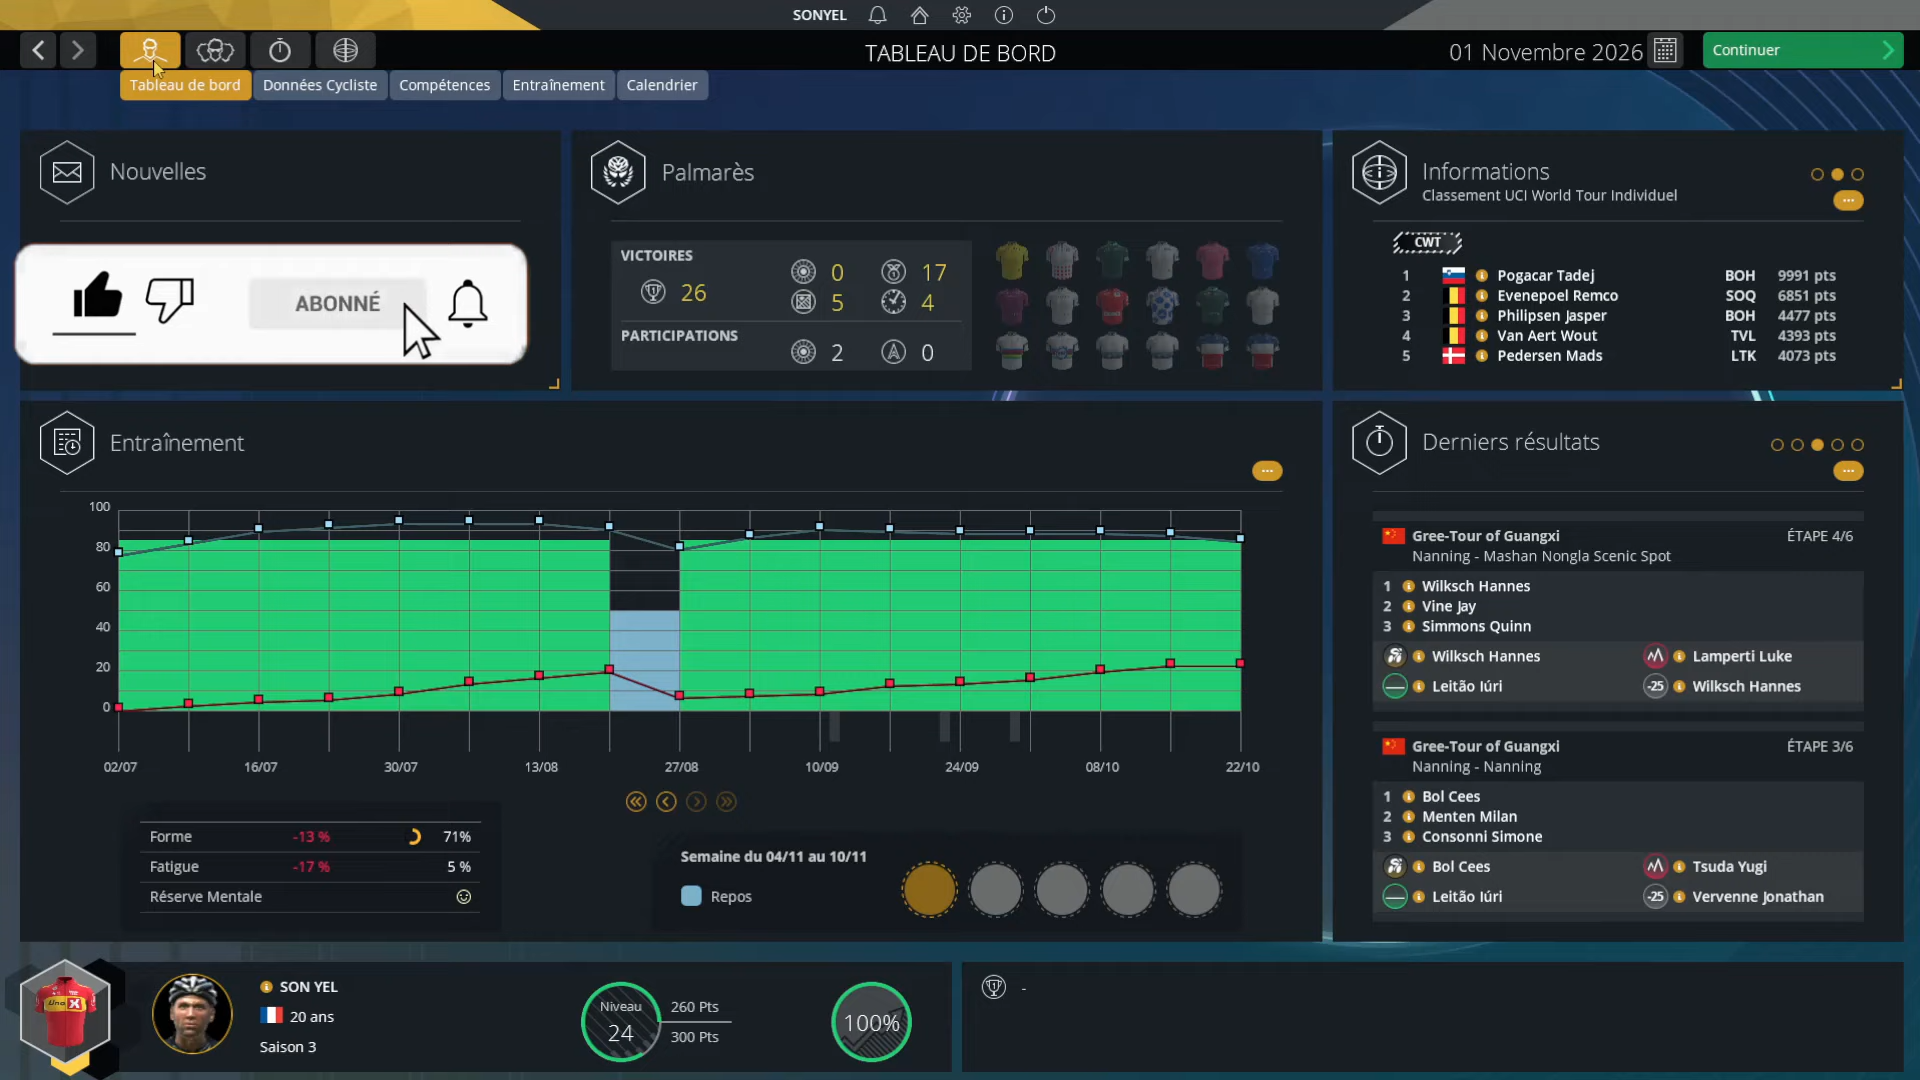 SONYEL
TABLEAU DE BORD
01 Novembre 2026
Continuer
Tableau de bord
Données Cycliste
Compétences
Entraînement
Calendrier
Nouvelles
ABONNÉ
Palmarès
VICTOIRES
26
0
17
5
4
PARTICIPATIONS
2
0
Informations
Classement UCI World Tour Individuel
CWT
1 Pogacar Tadej BOH 9991 pts
2 Evenepoel Remco SOQ 6851 pts
3 Philipsen Jasper BOH 4477 pts
4 Van Aert Wout TVL 4393 pts
5 Pedersen Mads LTK 4073 pts
Entraînement
100
80
60
40
20
0
02/07 16/07 30/07 13/08 27/08 10/09 24/09 08/10 22/10
Forme -13 % 71%
Fatigue -17 % 5 %
Réserve Mentale
Semaine du 04/11 au 10/11
Repos
Derniers résultats
Gree-Tour of Guangxi ÉTAPE 4/6
Nanning - Mashan Nongla Scenic Spot
1 Wilksch Hannes
2 Vine Jay
3 Simmons Quinn
Wilksch Hannes Lamperti Luke
Leitão Iúri -25 Wilksch Hannes
Gree-Tour of Guangxi ÉTAPE 3/6
Nanning - Nanning
1 Bol Cees
2 Menten Milan
3 Consonni Simone
Bol Cees Tsuda Yugi
Leitão Iúri -25 Vervenne Jonathan
Uno X
SON YEL
20 ans
Saison 3
Niveau
24
260 Pts
300 Pts
100%
-